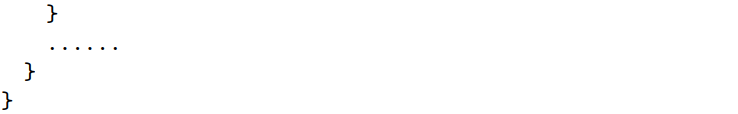 }
    ......
  }
}